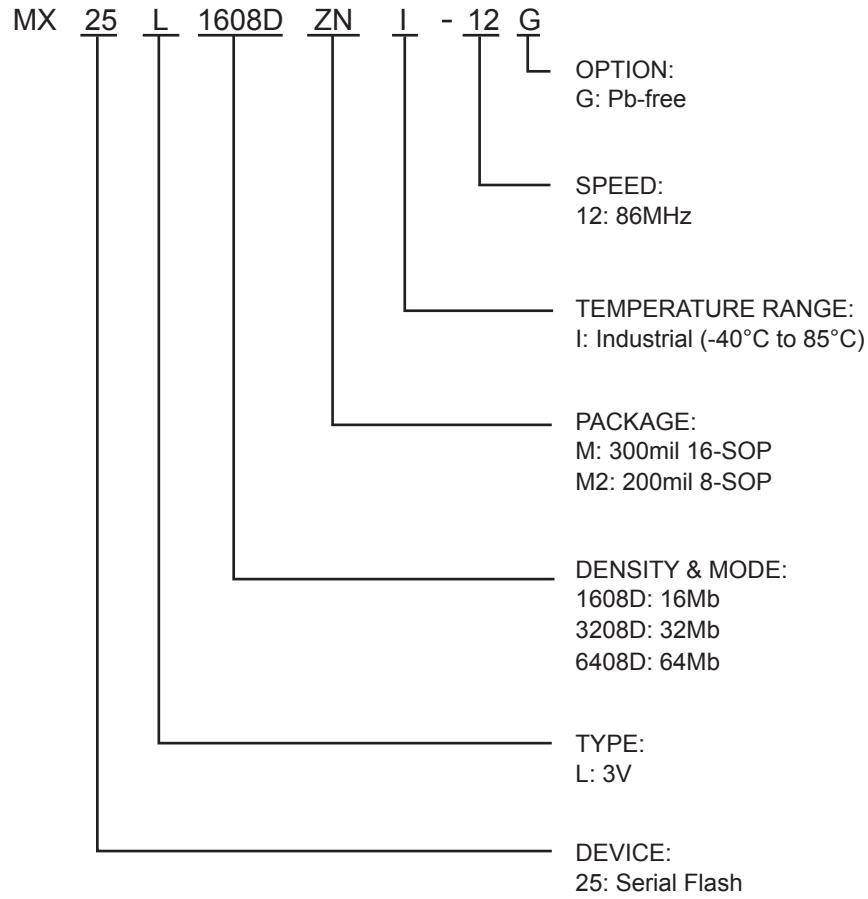 MX 25 L 1608D ZN I - 12 G
OPTION:
G: Pb-free
SPEED:
12: 86MHz
TEMPERATURE RANGE:
I: Industrial (-40°C to 85°C)
PACKAGE:
M: 300mil 16-SOP
M2: 200mil 8-SOP
DENSITY & MODE:
1608D: 16Mb
3208D: 32Mb
6408D: 64Mb
TYPE:
L: 3V
DEVICE:
25: Serial Flash